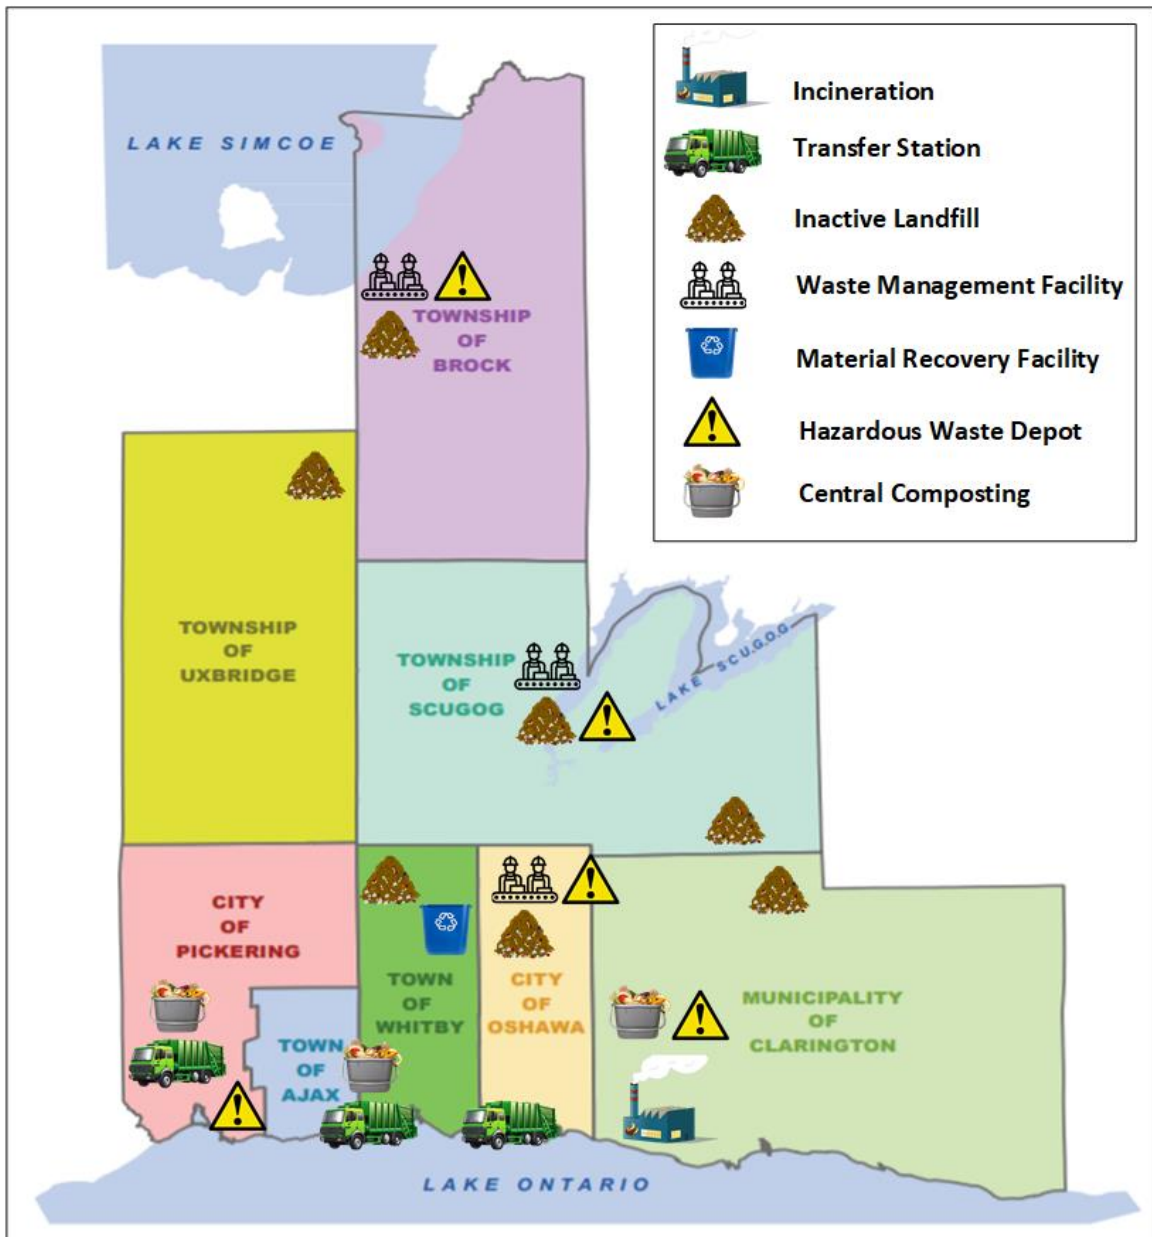 LAKE SIMCOE
Incineration
Transfer Station
Inactive Landfill
Waste Management Facility
Material Recovery Facility
Hazardous Waste Depot
Central Composting
TOWNSHIP
OF
BROCK
TOWNSHIP
OF
UXBRIDGE
TOWNSHIP
OF
SCUGOG
LAKE SCUGOG
CITY
OF
PICKERING
TOWN
OF
AJAX
TOWN
OF
WHITBY
CITY
OF
OSHAWA
MUNICIPALITY
OF
CLARINGTON
LAKE ONTARIO